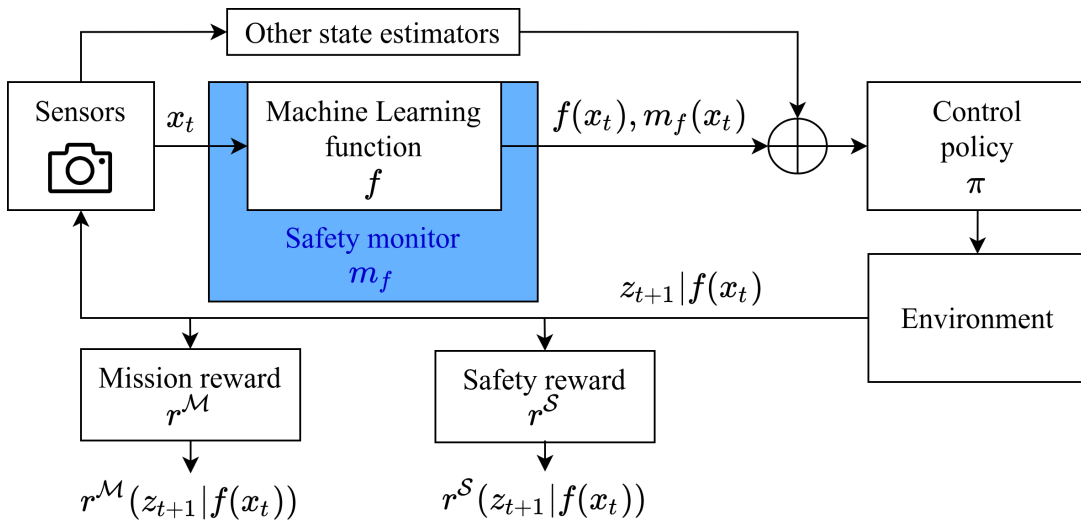 Other state estimators
Sensors
x_t
Machine Learning
function
f
f(x_t), m_f(x_t)
Control
policy
π
Safety monitor
m_f
z_{t+1}|f(x_t)
Environment
Mission reward
r^ℳ
Safety reward
r^𝒮
r^ℳ(z_{t+1}|f(x_t))
r^𝒮(z_{t+1}|f(x_t))